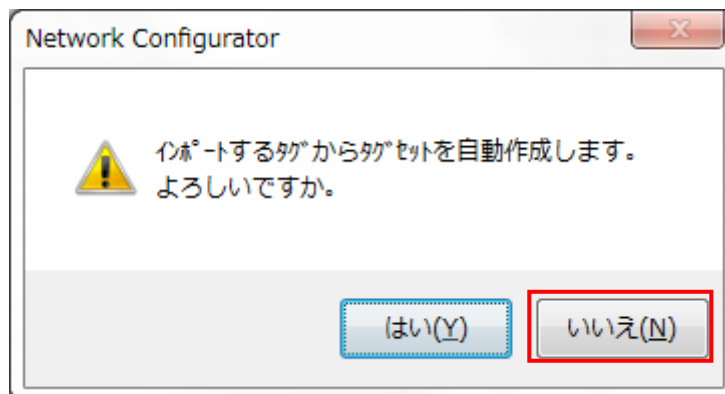 Network Configurator
ｲﾝﾎﾟｰﾄするﾀｸﾞからﾀｸﾞｾｯﾄを自動作成します。
よろしいですか。
はい(Y)
いいえ(N)